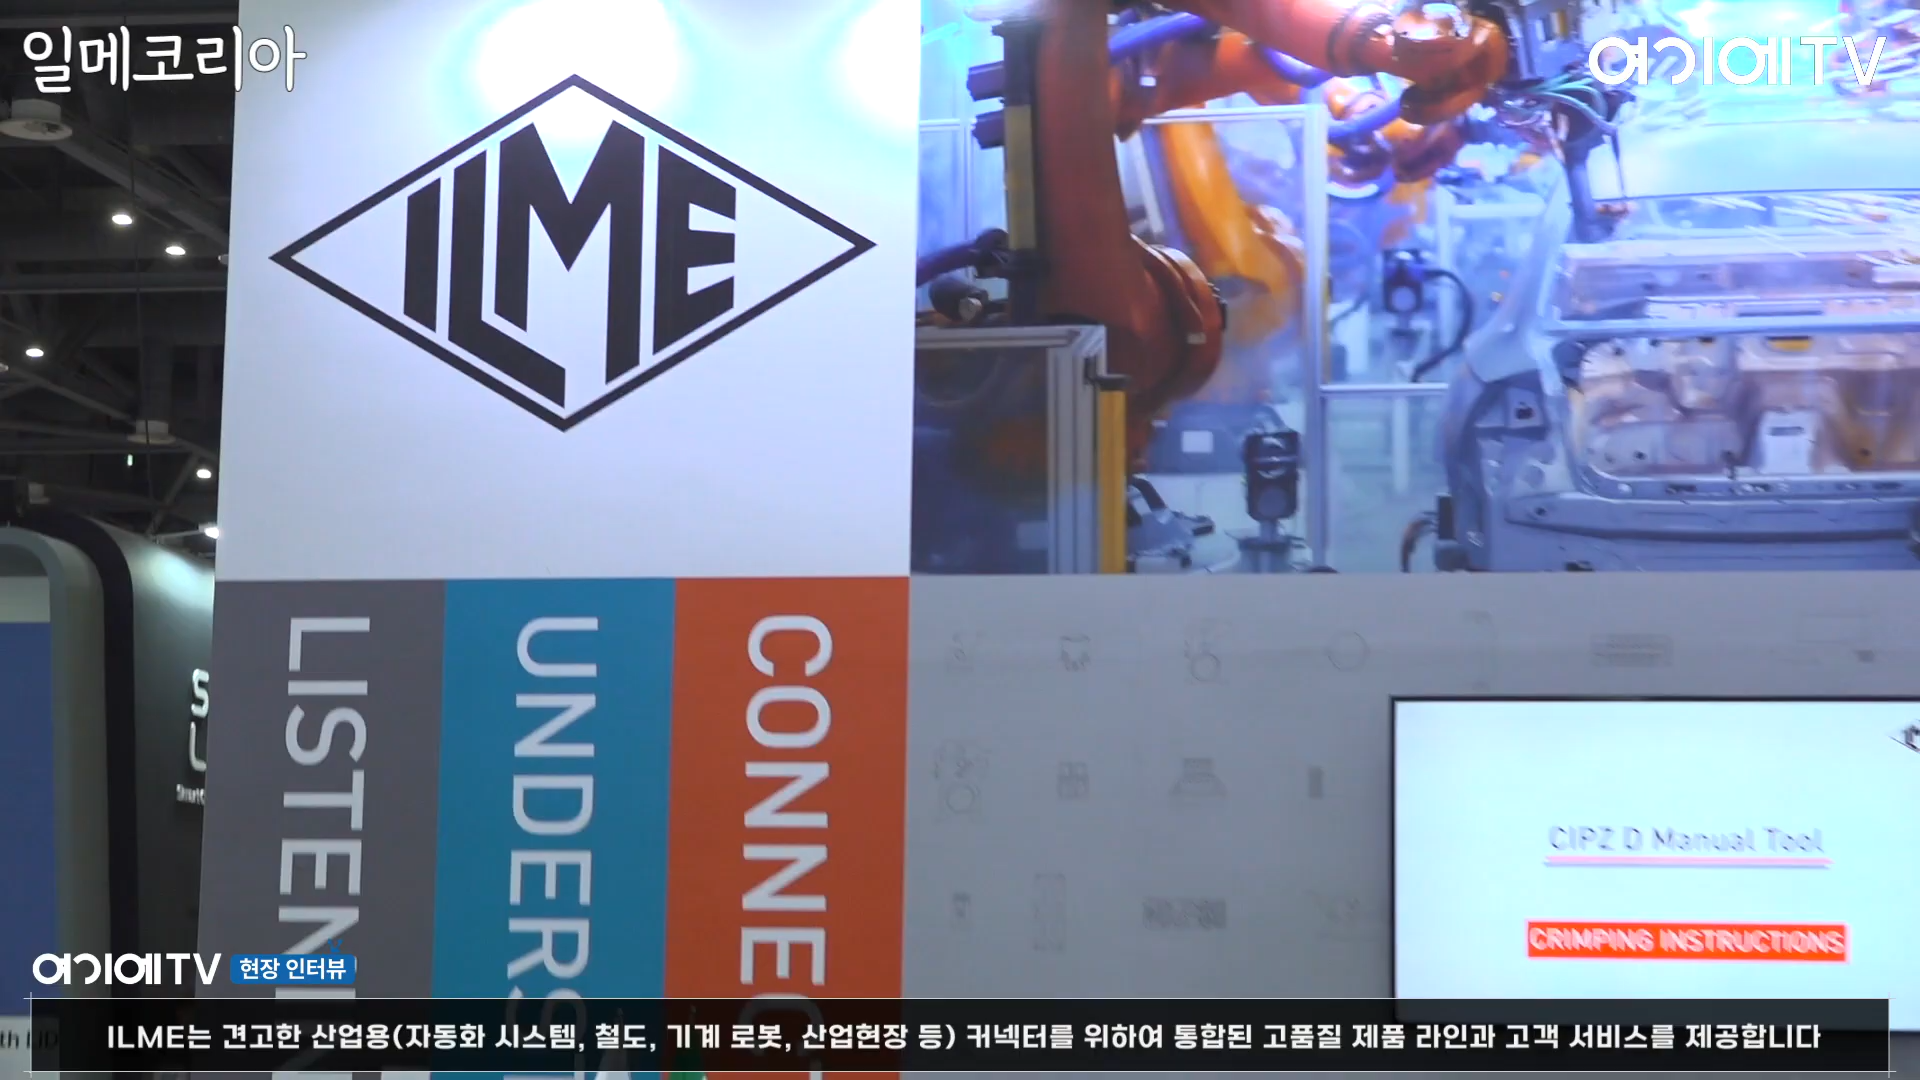 일메코리아
여기에TV
ILME
LISTENIN
UNDERST
CONNEC
CIPZ D Manual Tool
CRIMPING INSTRUCTIONS
여기에TV 현장 인터뷰
ILME는 견고한 산업용(자동화 시스템, 철도, 기계 로봇, 산업현장 등) 커넥터를 위하여 통합된 고품질 제품 라인과 고객 서비스를 제공합니다